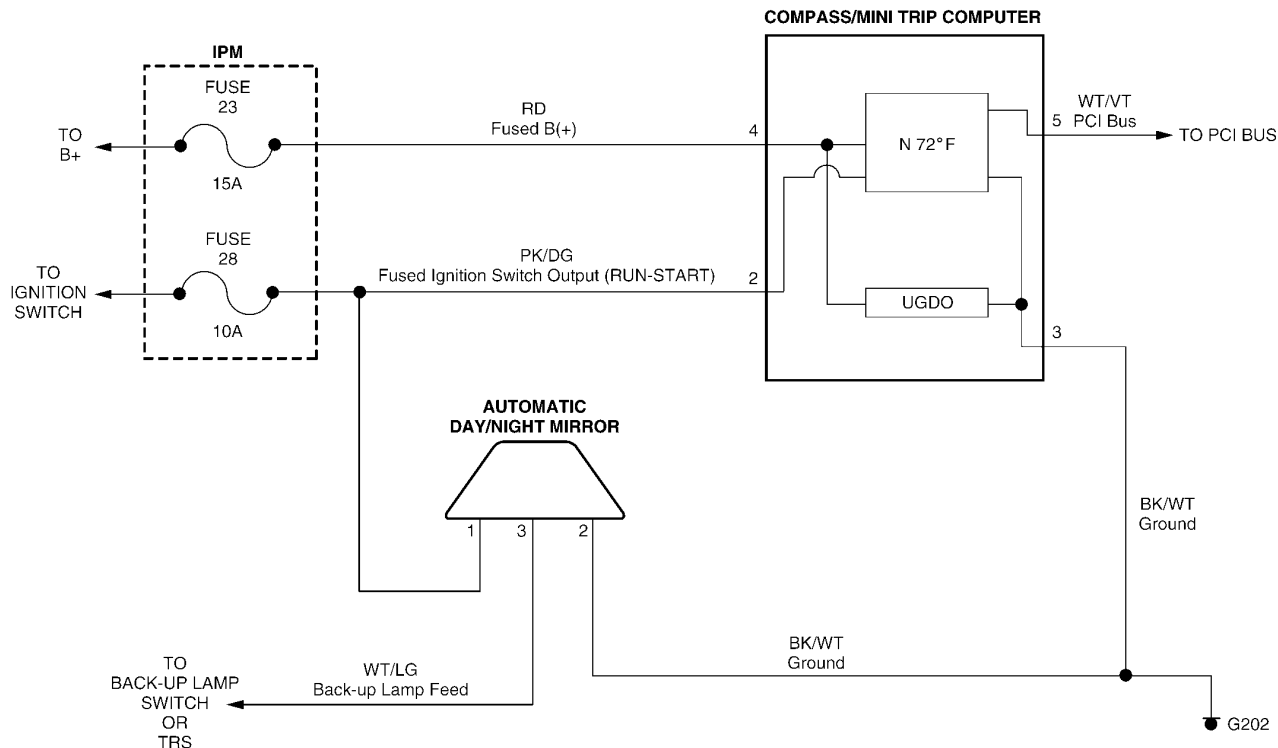 COMPASS/MINI TRIP COMPUTER
IPM
FUSE
23
15A
TO
B+
RD
Fused B(+)
4
N 72°F
5
WT/VT
PCI Bus
TO PCI BUS
FUSE
28
10A
TO
IGNITION
SWITCH
PK/DG
Fused Ignition Switch Output (RUN-START)
2
UGDO
3
AUTOMATIC
DAY/NIGHT MIRROR
1
3
2
BK/WT
Ground
BK/WT
Ground
WT/LG
Back-up Lamp Feed
TO
BACK-UP LAMP
SWITCH
OR
TRS
G202